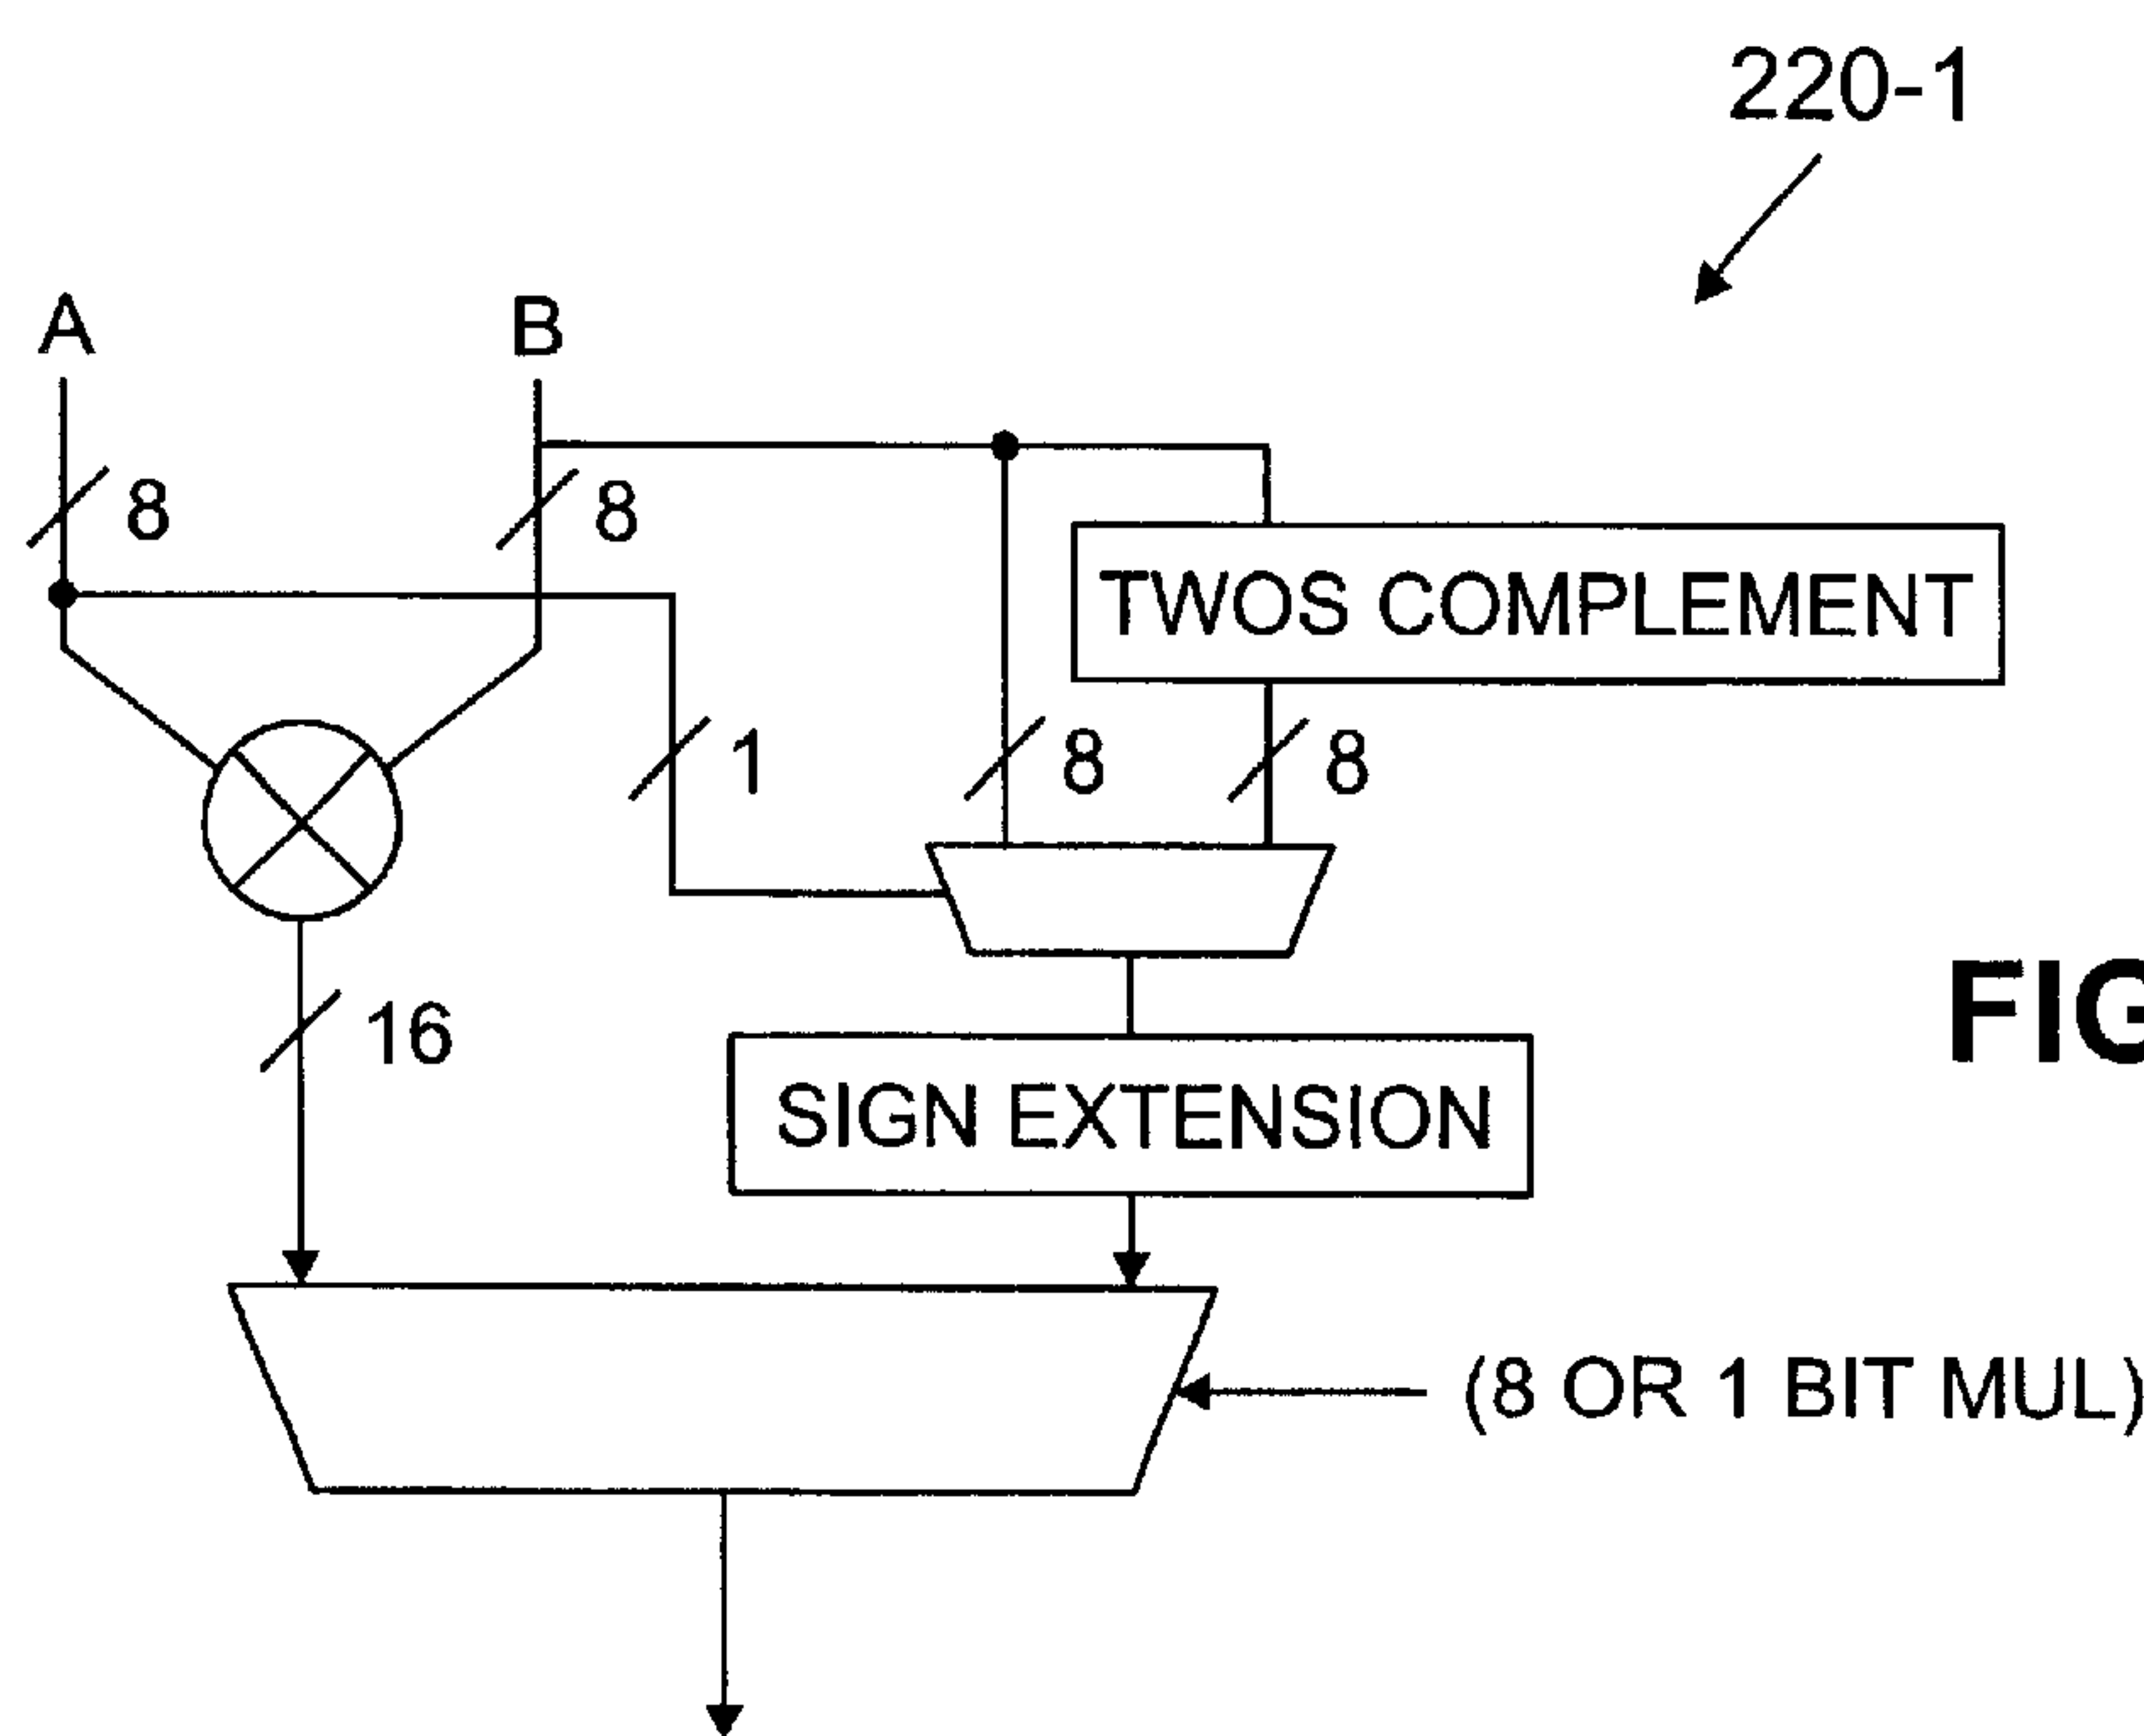 220-1
A
B
8
8
TWOS COMPLEMENT
1
8
8
FIG
16
SIGN EXTENSION
(8 OR 1 BIT MUL)